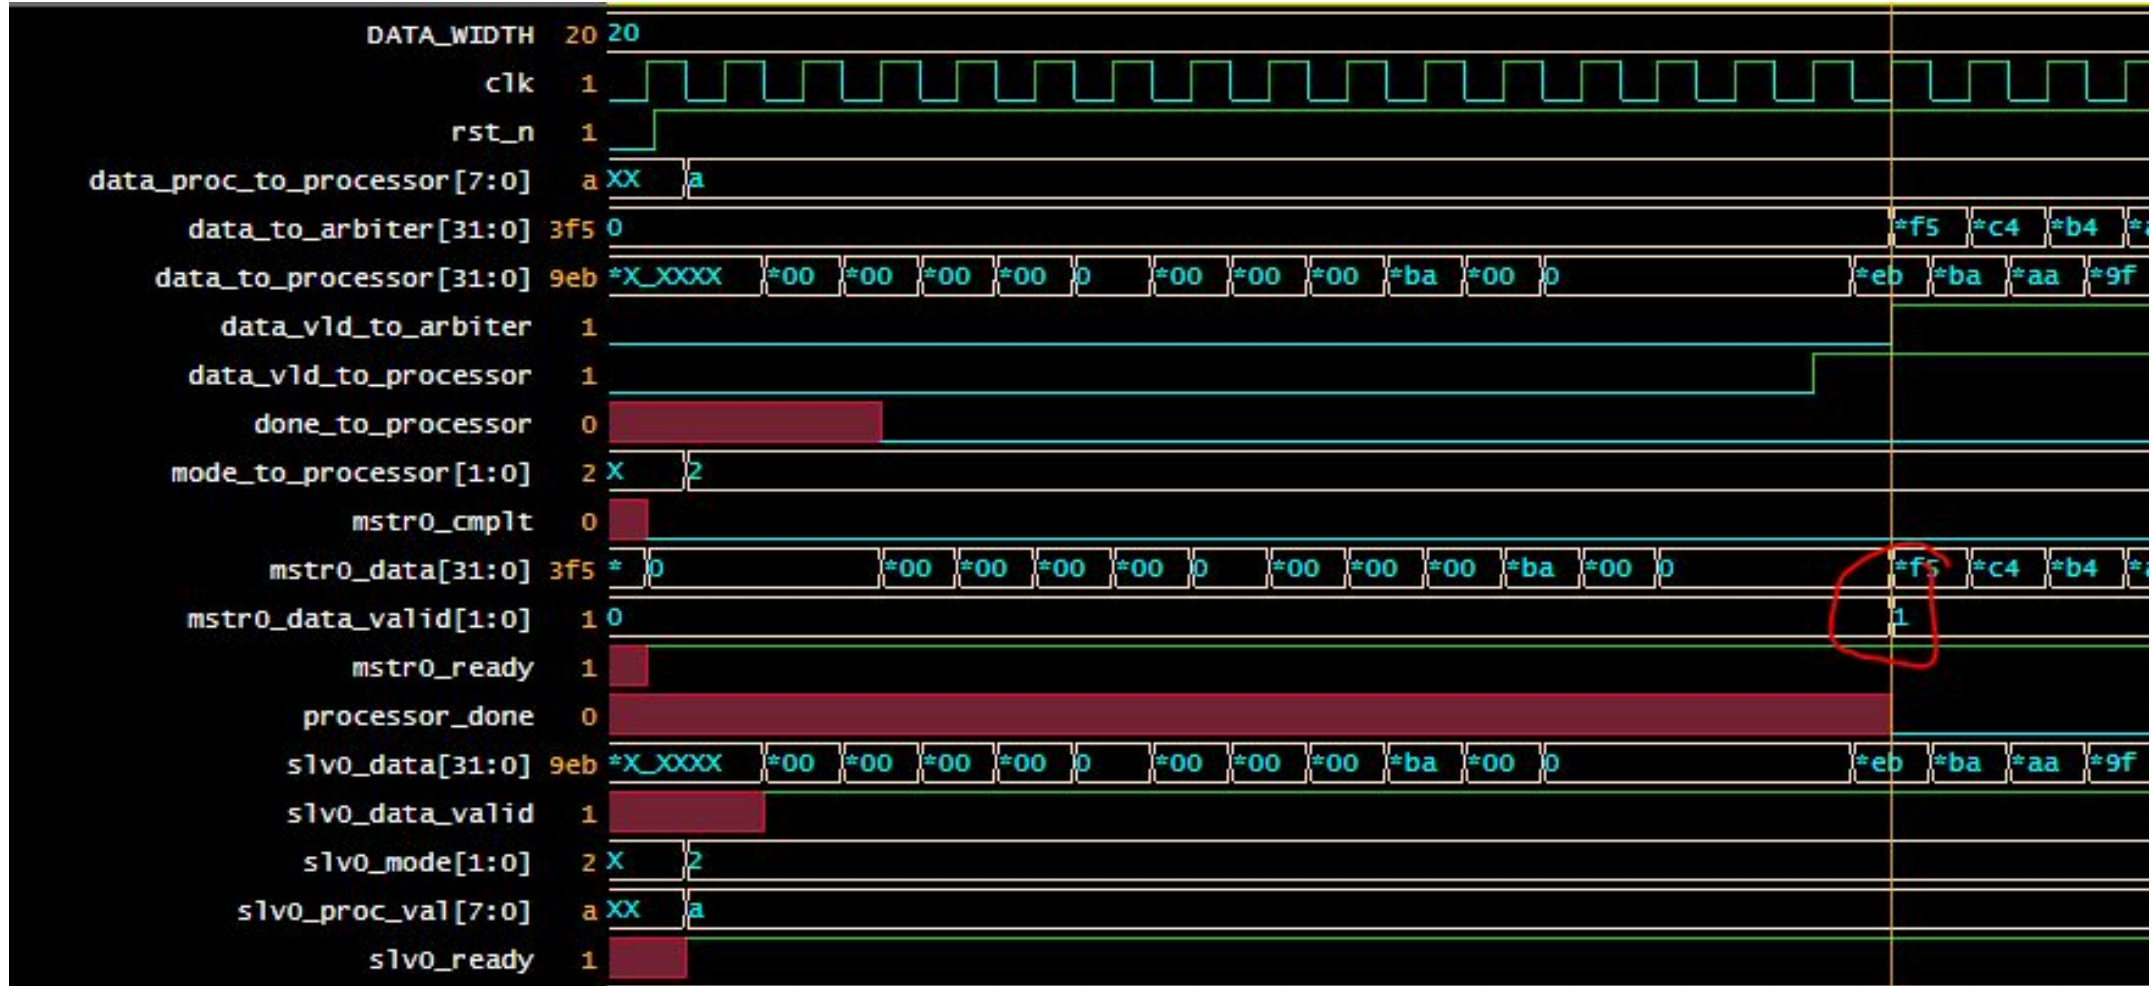 DATA_WIDTH 20 20
clk 1
rst_n 1
data_proc_to_processor[7:0] a XX a
data_to_arbiter[31:0] 3f5 0 *f5 *c4 *b4 *a
data_to_processor[31:0] 9eb *X_XXXX *00 *00 *00 *00 0 *00 *00 *00 *ba *00 0 *eb *ba *aa *9f
data_vld_to_arbiter 1
data_vld_to_processor 1
done_to_processor 0
mode_to_processor[1:0] 2 X 2
mstr0_cmplt 0
mstr0_data[31:0] 3f5 * 0 *00 *00 *00 *00 0 *00 *00 *00 *ba *00 0 *f5 *c4 *b4 *a
mstr0_data_valid[1:0] 1 0 1
mstr0_ready 1
processor_done 0
slv0_data[31:0] 9eb *X_XXXX *00 *00 *00 *00 0 *00 *00 *00 *ba *00 0 *eb *ba *aa *9f
slv0_data_valid 1
slv0_mode[1:0] 2 X 2
slv0_proc_val[7:0] a XX a
slv0_ready 1